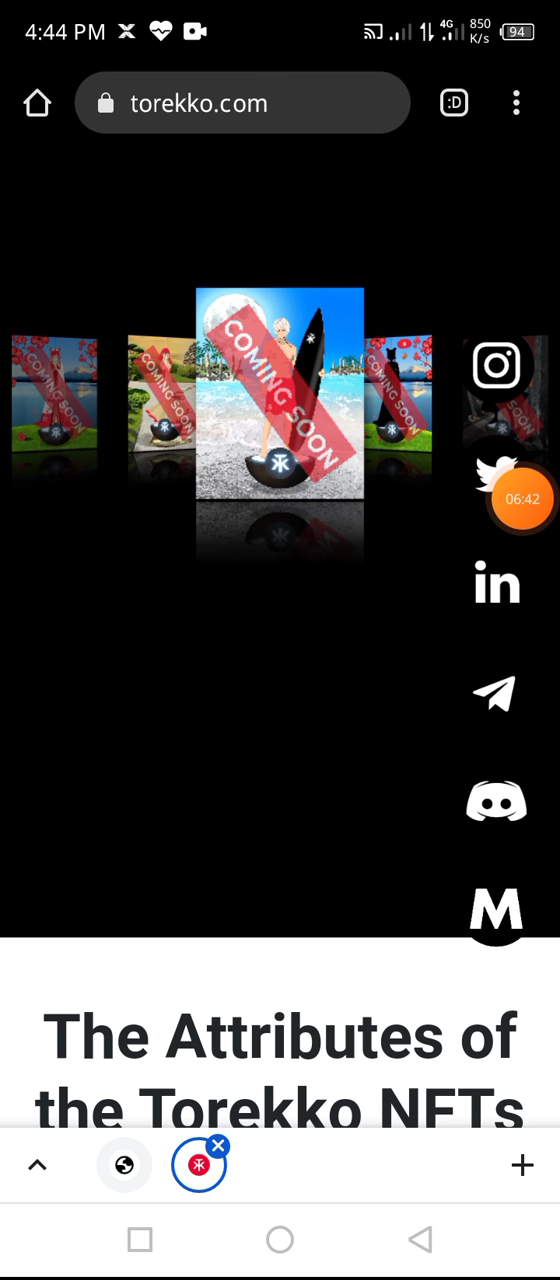 4:44 PM
4G
850
K/s
94
torekko.com
:D
COMING SOON
COMING SOON
COMING SOON
COMING SOON
SOON
06:42
in
M
The Attributes of
the Torekko NFTs